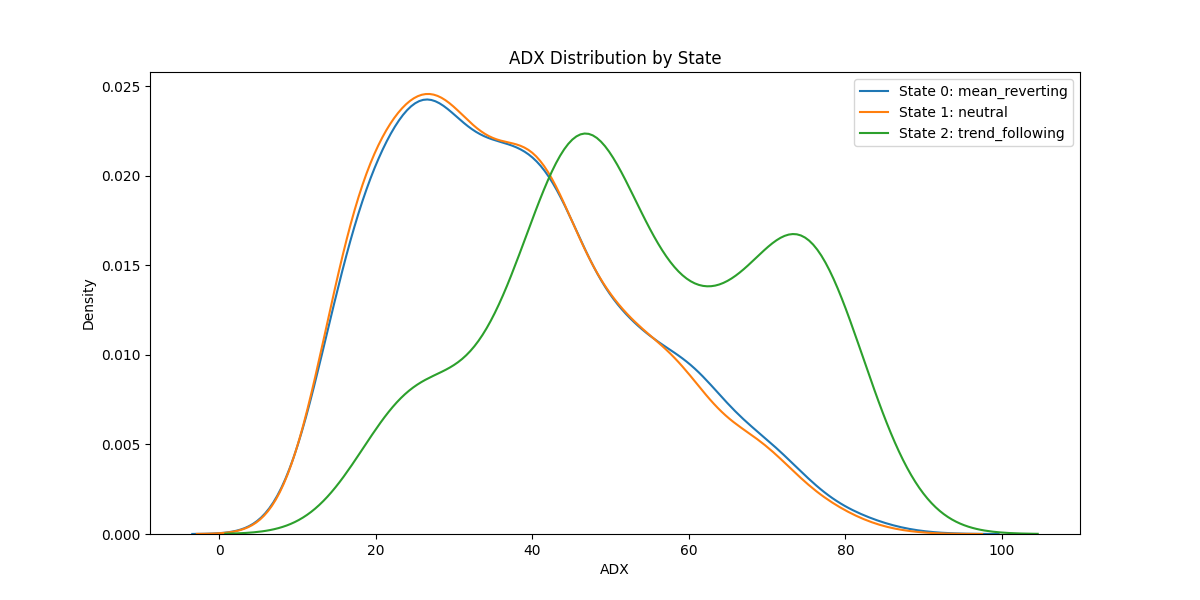 ADX Distribution by State
State 0: mean_reverting
State 1: neutral
State 2: trend_following
Density
0.025
0.020
0.015
0.010
0.005
0.000
0 20 40 60 80 100
ADX